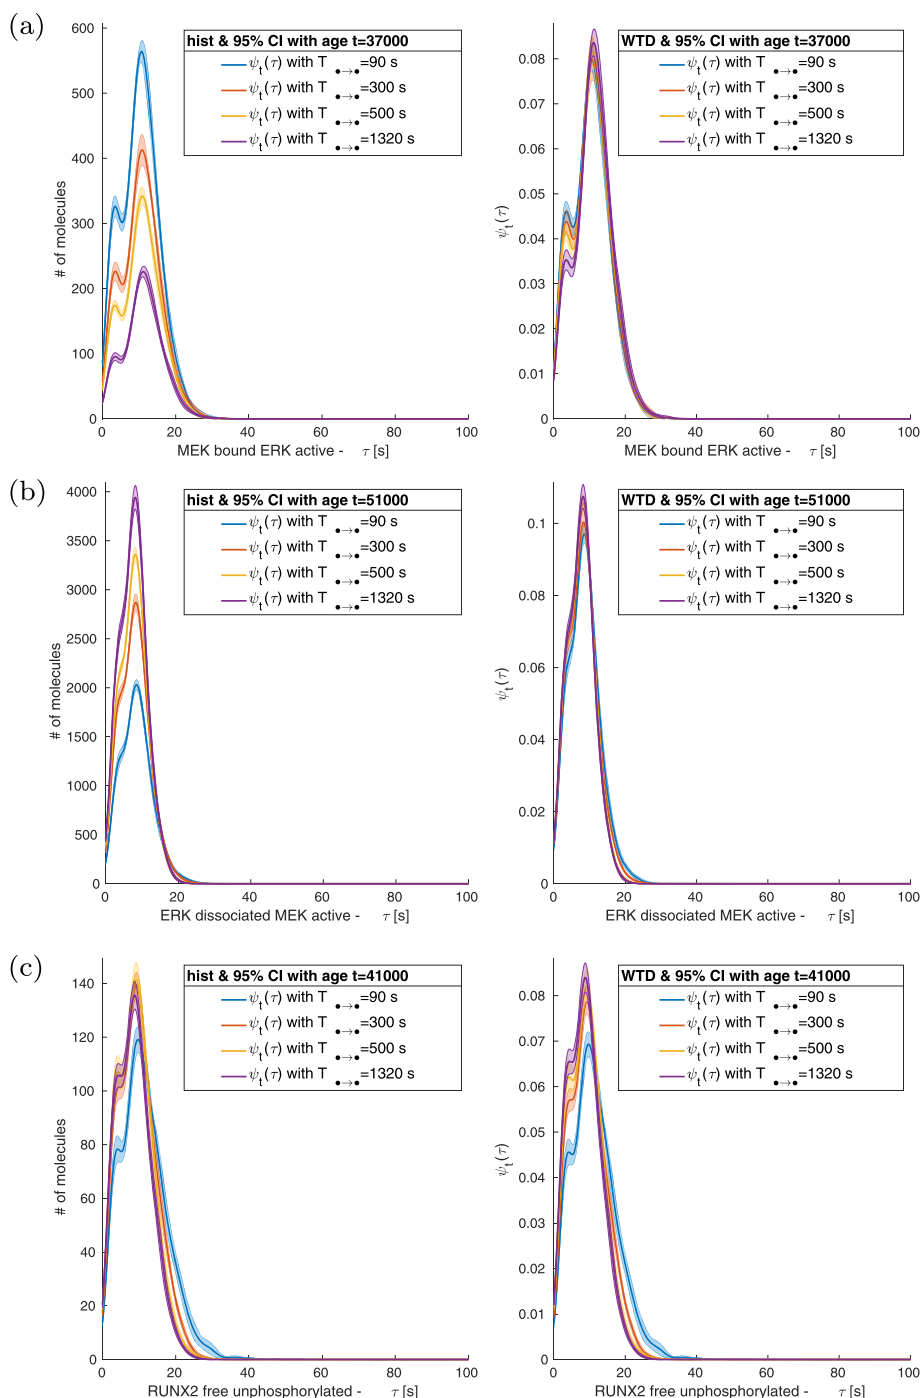 (a)
hist & 95% CI with age t=37000
ψt(τ) with T •→•=90 s
ψt(τ) with T •→•=300 s
ψt(τ) with T •→•=500 s
ψt(τ) with T •→•=1320 s
# of molecules
600
500
400
300
200
100
0
0 20 40 60 80 100
MEK bound ERK active - τ [s]
WTD & 95% CI with age t=37000
ψt(τ) with T •→•=90 s
ψt(τ) with T •→•=300 s
ψt(τ) with T •→•=500 s
ψt(τ) with T •→•=1320 s
ψt(τ)
0.08
0.07
0.06
0.05
0.04
0.03
0.02
0.01
0
0 20 40 60 80 100
MEK bound ERK active - τ [s]
(b)
hist & 95% CI with age t=51000
ψt(τ) with T •→•=90 s
ψt(τ) with T •→•=300 s
ψt(τ) with T •→•=500 s
ψt(τ) with T •→•=1320 s
# of molecules
4000
3500
3000
2500
2000
1500
1000
500
0
0 20 40 60 80 100
ERK dissociated MEK active - τ [s]
WTD & 95% CI with age t=51000
ψt(τ) with T •→•=90 s
ψt(τ) with T •→•=300 s
ψt(τ) with T •→•=500 s
ψt(τ) with T •→•=1320 s
ψt(τ)
0.1
0.08
0.06
0.04
0.02
0
0 20 40 60 80 100
ERK dissociated MEK active - τ [s]
(c)
hist & 95% CI with age t=41000
ψt(τ) with T •→•=90 s
ψt(τ) with T •→•=300 s
ψt(τ) with T •→•=500 s
ψt(τ) with T •→•=1320 s
# of molecules
140
120
100
80
60
40
20
0
0 20 40 60 80 100
RUNX2 free unphosphorylated - τ [s]
WTD & 95% CI with age t=41000
ψt(τ) with T •→•=90 s
ψt(τ) with T •→•=300 s
ψt(τ) with T •→•=500 s
ψt(τ) with T •→•=1320 s
ψt(τ)
0.08
0.07
0.06
0.05
0.04
0.03
0.02
0.01
0
0 20 40 60 80 100
RUNX2 free unphosphorylated - τ [s]